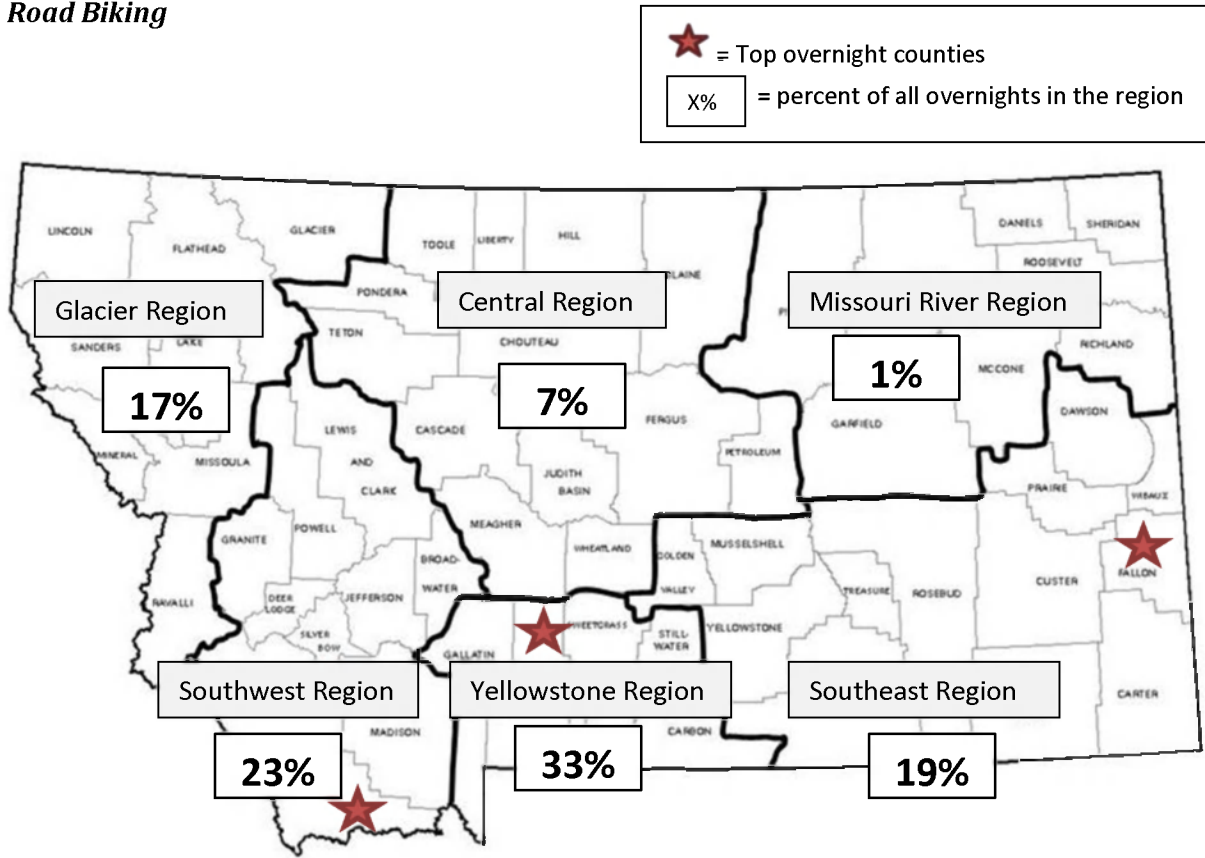 Road Biking
= Top overnight counties
X%
= percent of all overnights in the region
LINCOLN
FLATHEAD
GLACIER
TOOLE
LIBERTY
HILL
DANIELS
SHERIDAN
ROOSEVELT
PONDERA
Glacier Region
Central Region
Missouri River Region
SANDERS
LAKE
TETON
CHOUTEAU
RICHLAND
MCCONE
17%
7%
1%
LEWIS
AND
CLARK
CASCADE
FERGUS
GARFIELD
DAWSON
MINERAL
MISSOULA
JUDITH
BASIN
PETROLEUM
PRAIRIE
WIBAUX
GRANITE
POWELL
MEAGHER
WHEATLAND
GOLDEN
VALLEY
MUSSELSHELL
FALLON
CUSTER
BROAD-
WATER
RAVALLI
DEER
LODGE
JEFFERSON
TREASURE
ROSEBUD
SILVER
BOW
GALLATIN
STILL-
WATER
YELLOWSTONE
Southwest Region
Yellowstone Region
Southeast Region
CARTER
MADISON
CARBON
23%
33%
19%